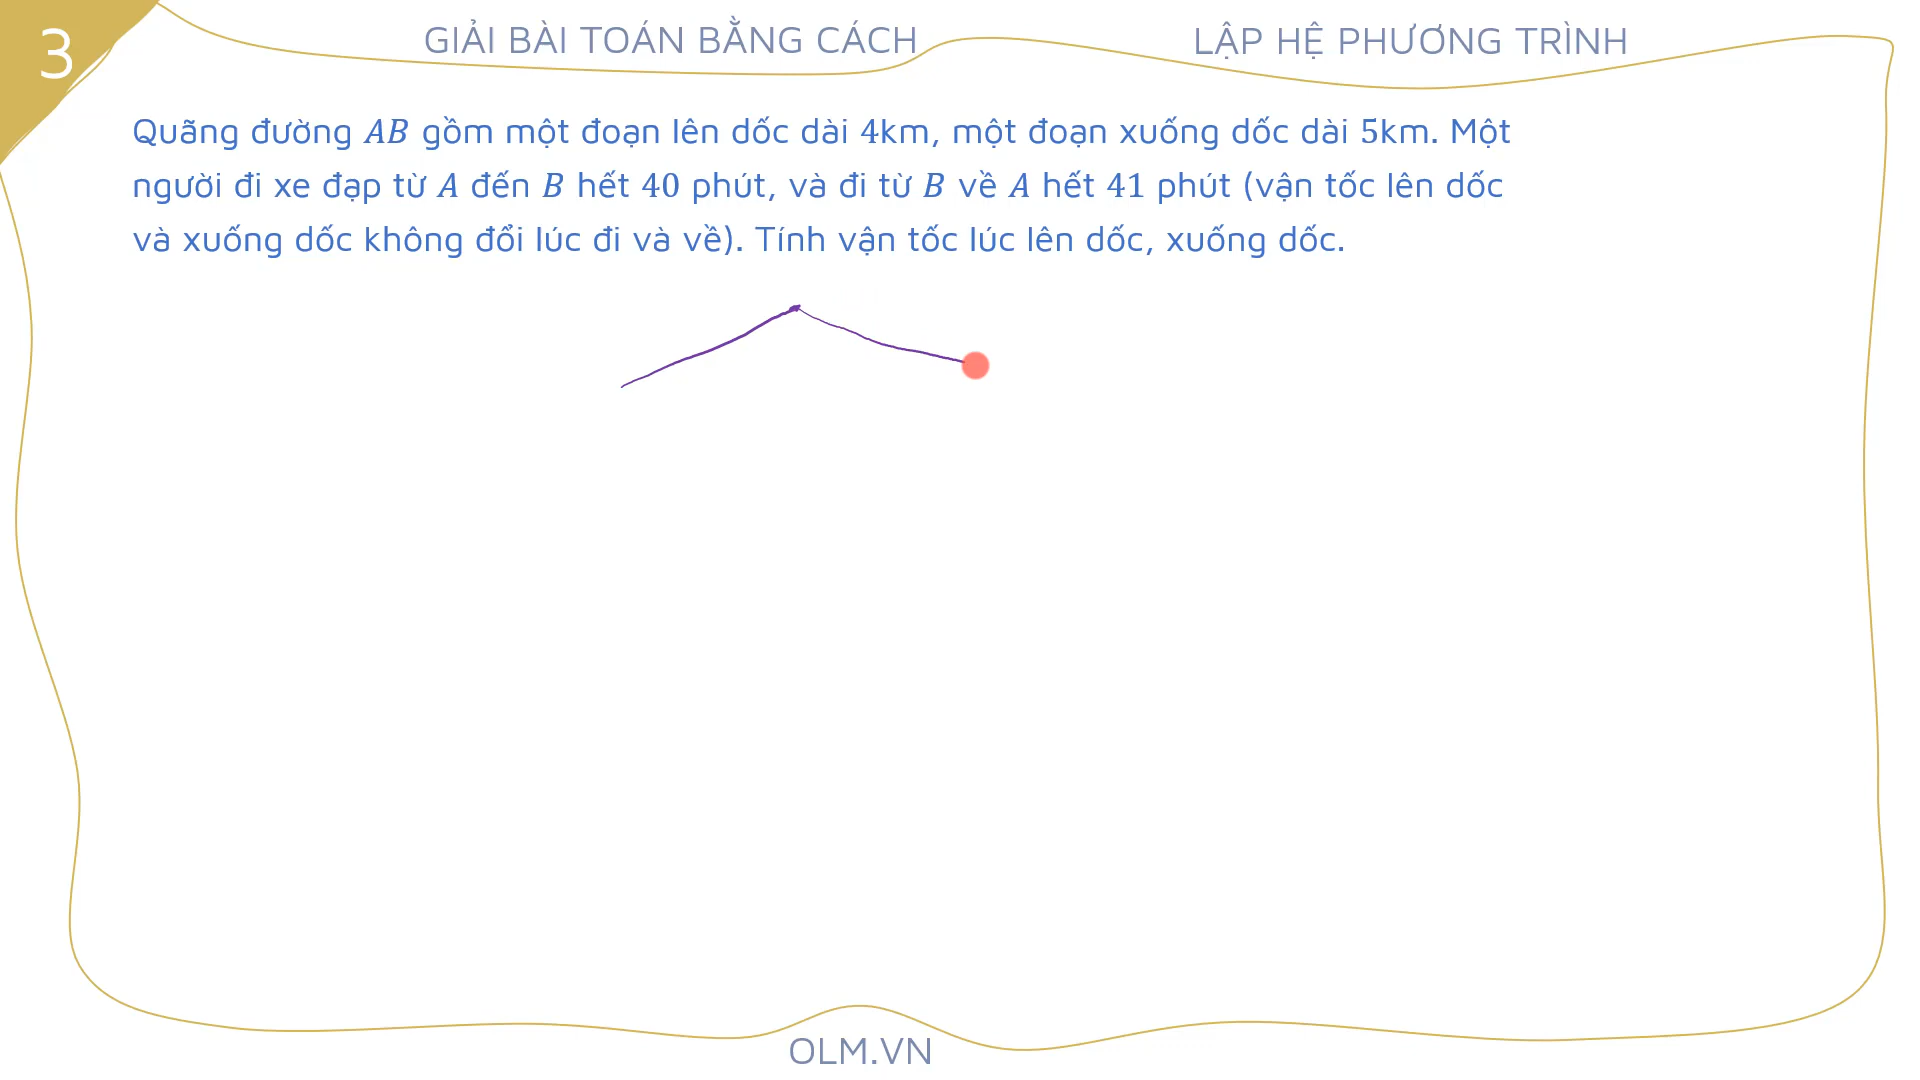 3
GIẢI BÀI TOÁN BẰNG CÁCH LẬP HỆ PHƯƠNG TRÌNH
Quãng đường AB gồm một đoạn lên dốc dài 4km, một đoạn xuống dốc dài 5km. Một
người đi xe đạp từ A đến B hết 40 phút, và đi từ B về A hết 41 phút (vận tốc lên dốc
và xuống dốc không đổi lúc đi và về). Tính vận tốc lúc lên dốc, xuống dốc.
OLM.VN